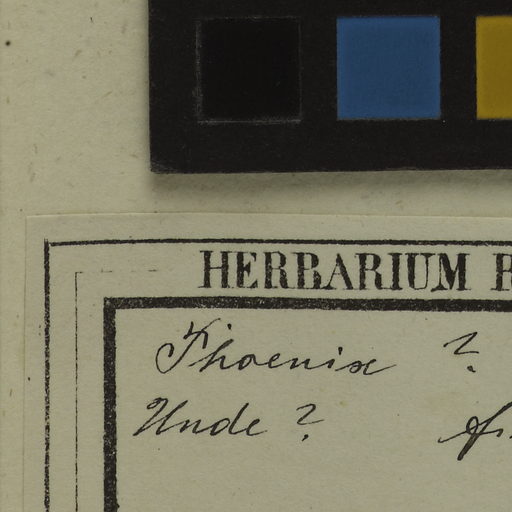 HERBARIUM
Phoenix ?
Unde ?